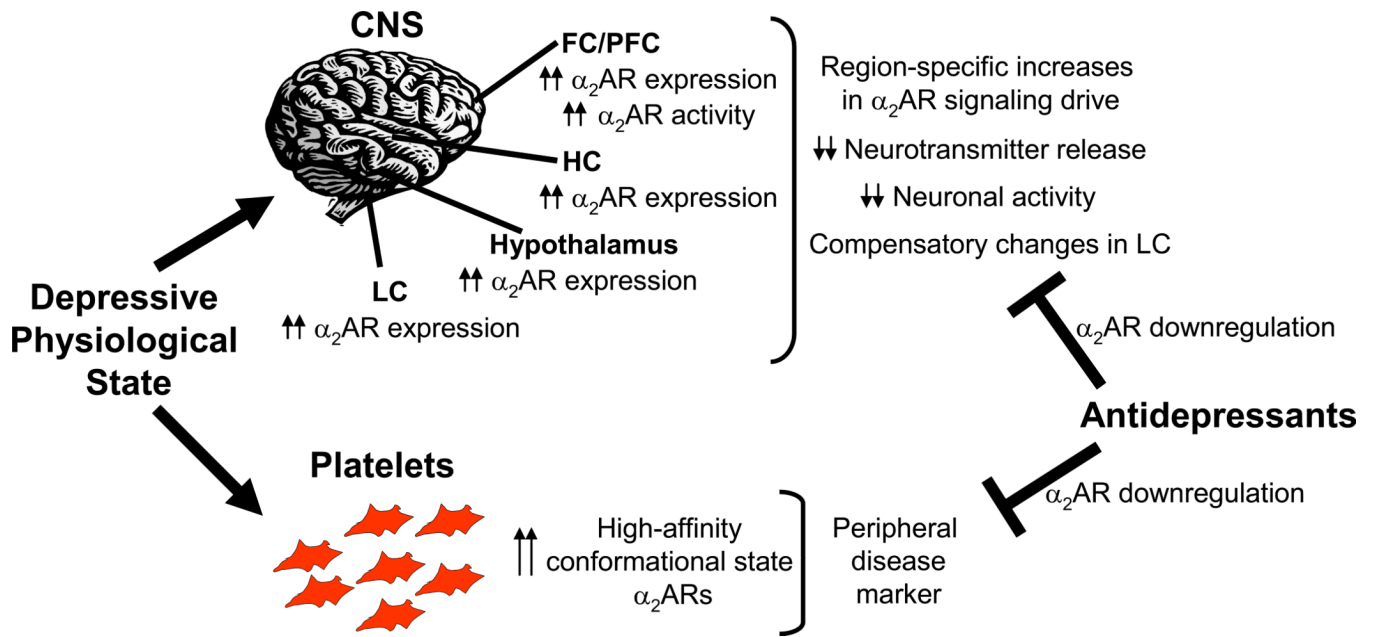 CNS
FC/PFC
⇈ α₂AR expression
⇈ α₂AR activity
HC
⇈ α₂AR expression
Hypothalamus
⇈ α₂AR expression
LC
⇈ α₂AR expression
Region-specific increases
in α₂AR signaling drive
⇊ Neurotransmitter release
⇊ Neuronal activity
Compensatory changes in LC
Depressive
Physiological
State
α₂AR downregulation
Antidepressants
α₂AR downregulation
Platelets
⇈ High-affinity
conformational state
α₂ARs
Peripheral
disease
marker